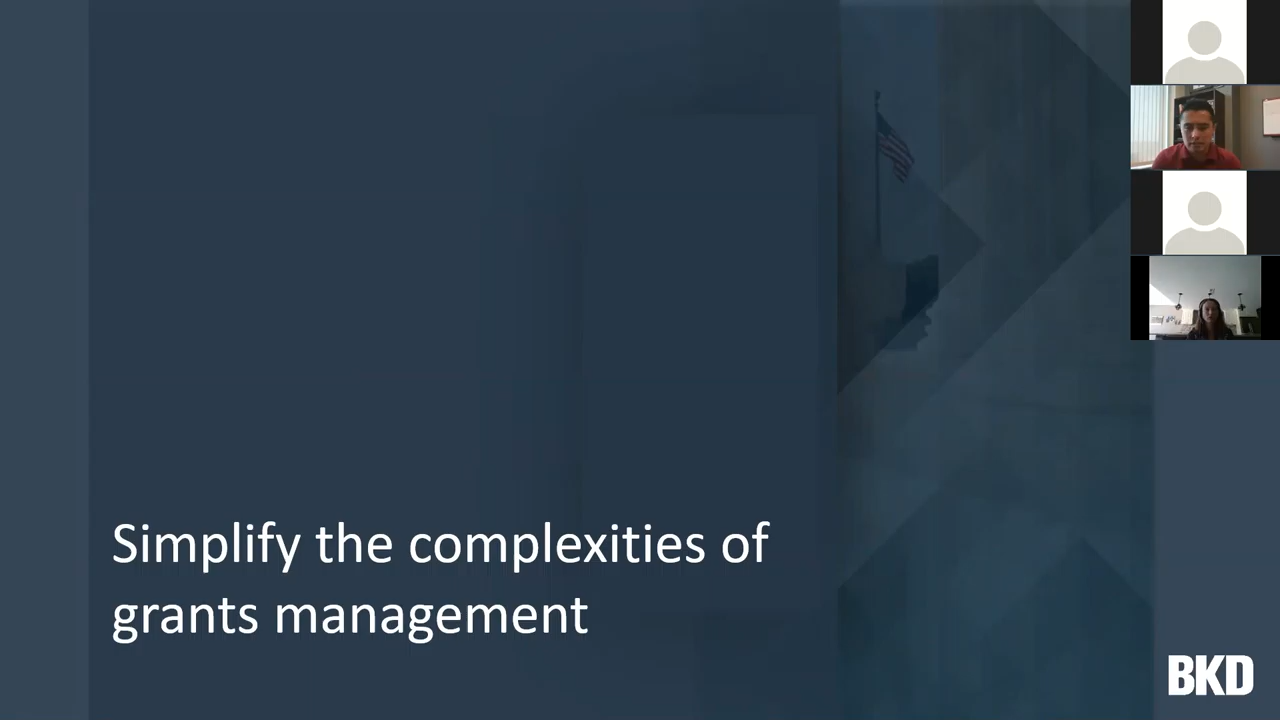 Simplify the complexities of
grants management
BKD